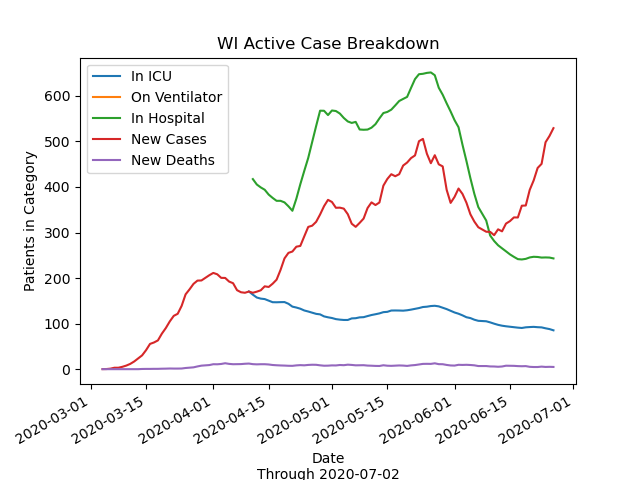 WI Active Case Breakdown
In ICU
On Ventilator
In Hospital
New Cases
New Deaths
Patients in Category
600
500
400
300
200
100
0
2020-03-01
2020-03-15
2020-04-01
2020-04-15
2020-05-01
2020-05-15
2020-06-01
2020-06-15
2020-07-01
Date
Through 2020-07-02